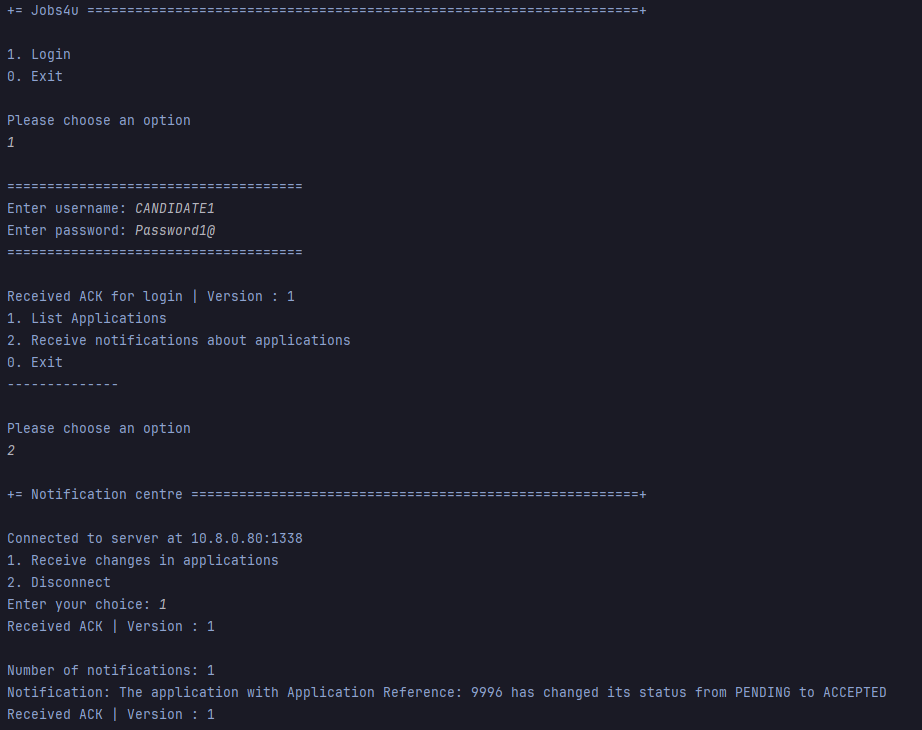 += Jobs4u =====================================================================+
1. Login
0. Exit
Please choose an option
1
=====================================
Enter username: CANDIDATE1
Enter password: Password1@
=====================================
Received ACK for login | Version : 1
1. List Applications
2. Receive notifications about applications
0. Exit
--------------
Please choose an option
2
+= Notification centre ========================================================+
Connected to server at 10.8.0.80:1338
1. Receive changes in applications
2. Disconnect
Enter your choice: 1
Received ACK | Version : 1
Number of notifications: 1
Notification: The application with Application Reference: 9996 has changed its status from PENDING to ACCEPTED
Received ACK | Version : 1